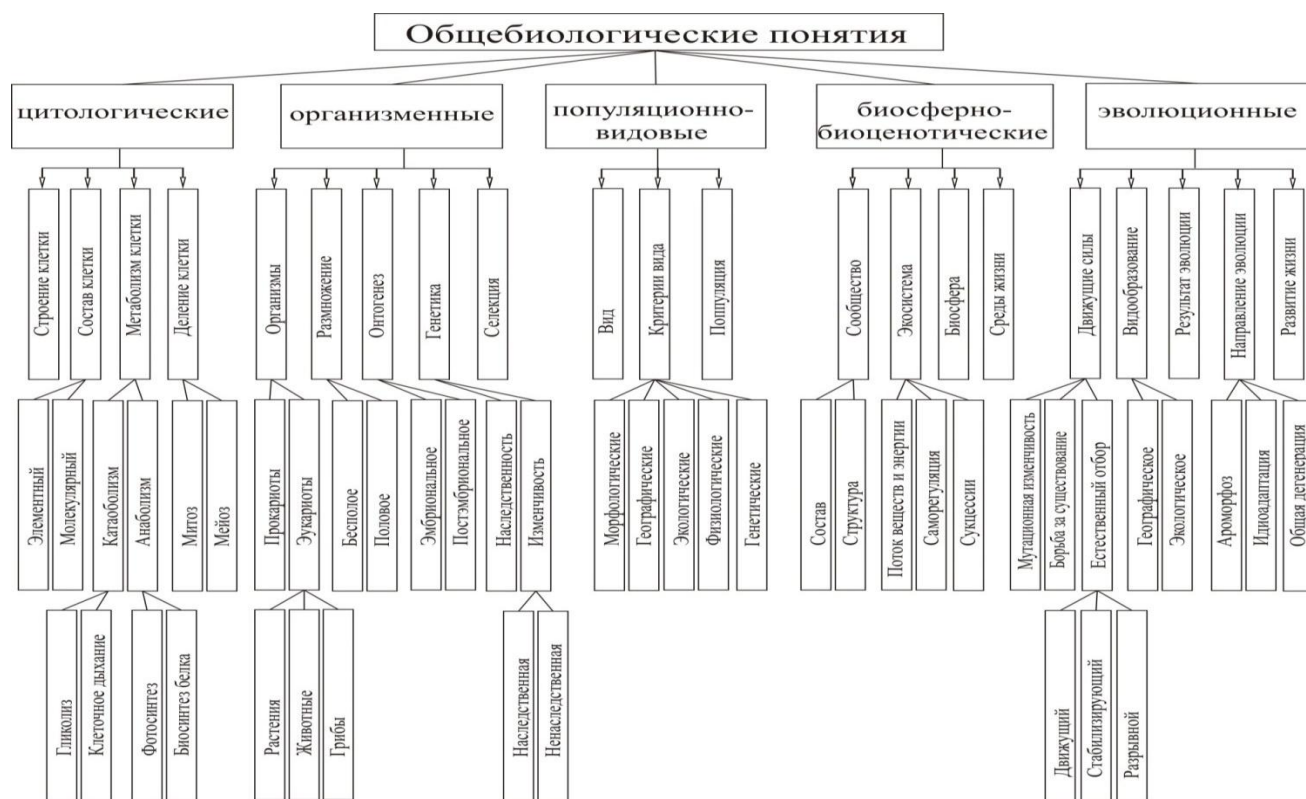 Общебиологические понятия
цитологические
организменные
популяционно-
видовые
биосферно-
биоценотические
эволюционные
Строение клетки
Состав клетки
Метаболизм клетки
Деление клетки
Организмы
Размножение
Онтогенез
Генетика
Селекция
Вид
Критерии вида
Поппуляция
Сообщество
Экосистема
Биосфера
Среды жизни
Движущие силы
Видообразование
Результат эволюции
Направление эволюции
Развитие жизни
Элементный
Молекулярный
Катаоболизм
Анаболизм
Митоз
Мейоз
Прокариоты
Эукариоты
Бесполое
Половое
Эмбриональное
Постэмбриональное
Наследственность
Изменчивость
Морфологические
Географические
Экологические
Физиологические
Генетические
Состав
Структура
Поток веществ и энергии
Саморегуляция
Сукцессии
Мутационная изменчивость
Борьба за существование
Естественный отбор
Географическое
Экологическое
Ароморфоз
Идиоадаптация
Общая дегенерация
Гликолиз
Клеточное дыхание
Фотосинтез
Биосинтез белка
Растения
Животные
Грибы
Наследственная
Ненаследственная
Движущий
Стабилизирующий
Разрывной